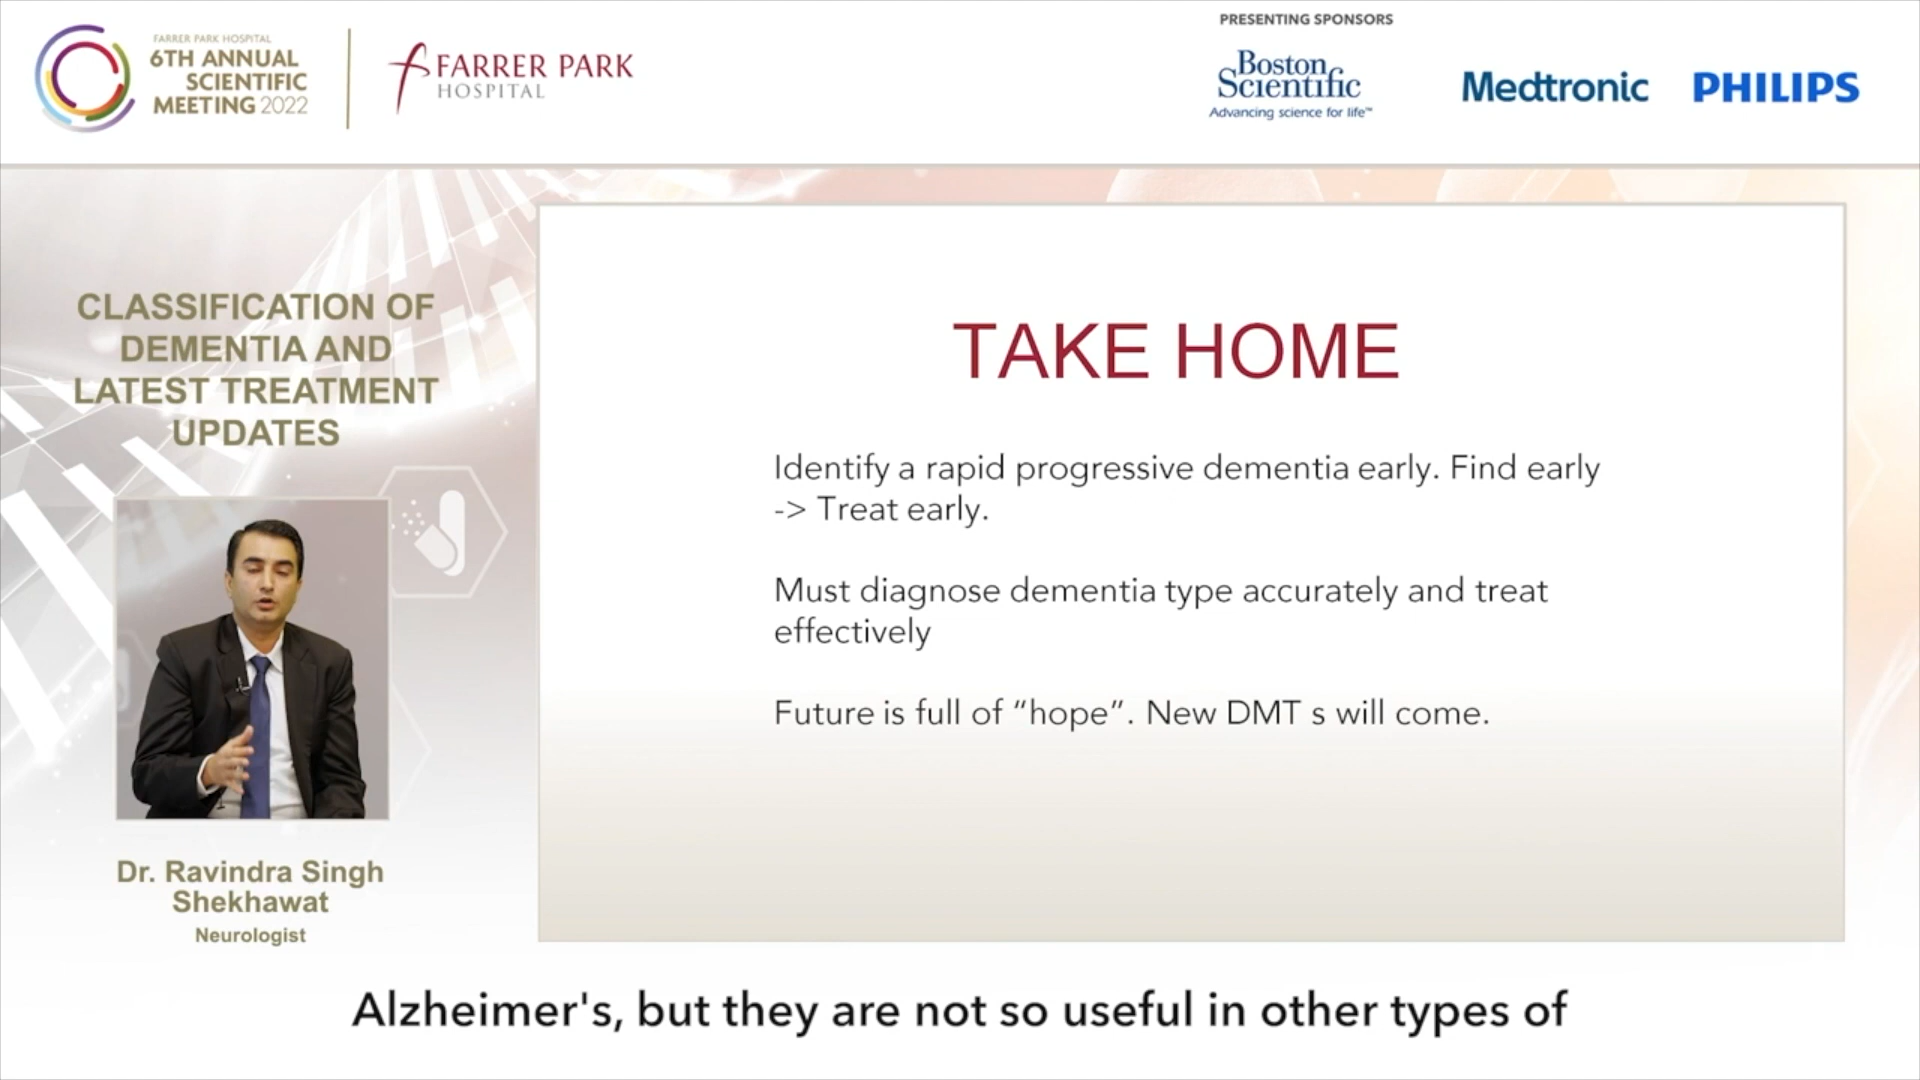 FARRER PARK HOSPITAL
6TH ANNUAL
SCIENTIFIC
MEETING 2022
FARRER PARK
HOSPITAL
PRESENTING SPONSORS
Boston
Scientific
Advancing science for life™
Medtronic
PHILIPS
CLASSIFICATION OF
DEMENTIA AND
LATEST TREATMENT
UPDATES
Dr. Ravindra Singh
Shekhawat
Neurologist
TAKE HOME
Identify a rapid progressive dementia early. Find early
-> Treat early.
Must diagnose dementia type accurately and treat
effectively
Future is full of “hope”. New DMT s will come.
Alzheimer's, but they are not so useful in other types of